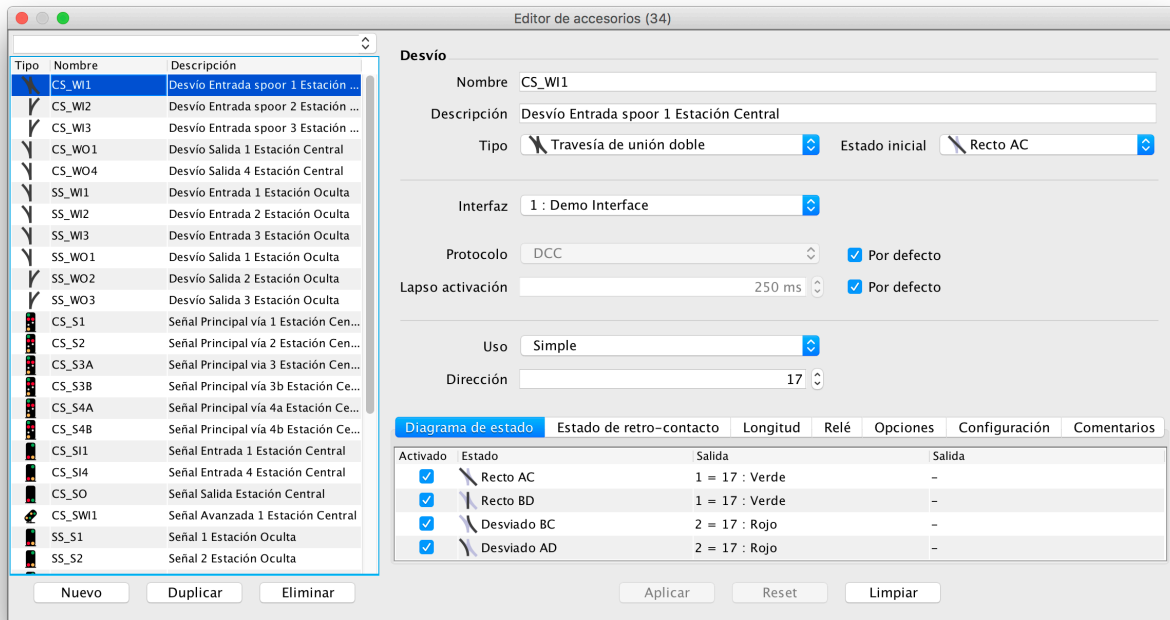 Editor de accesorios (34)
Tipo Nombre Descripción
CS_WI1 Desvío Entrada spoor 1 Estación ...
CS_WI2 Desvío Entrada spoor 2 Estación ...
CS_WI3 Desvío Entrada spoor 3 Estación ...
CS_WO1 Desvío Salida 1 Estación Central
CS_WO4 Desvío Salida 4 Estación Central
SS_WI1 Desvío Entrada 1 Estación Oculta
SS_WI2 Desvío Entrada 2 Estación Oculta
SS_WI3 Desvío Entrada 3 Estación Oculta
SS_WO1 Desvío Salida 1 Estación Oculta
SS_WO2 Desvío Salida 2 Estación Oculta
SS_WO3 Desvío Salida 3 Estación Oculta
CS_S1 Señal Principal vía 1 Estación Cen...
CS_S2 Señal Principal vía 2 Estación Cen...
CS_S3A Señal Principal via 3 Estación Cen...
CS_S3B Señal Principal vía 3b Estación Ce...
CS_S4A Señal Principal vía 4a Estación Ce...
CS_S4B Señal Principal vía 4b Estación Ce...
CS_SI1 Señal Entrada 1 Estación Central
CS_SI4 Señal Entrada 4 Estación Central
CS_SO Señal Salida Estación Central
CS_SWI1 Señal Avanzada 1 Estación Central
SS_S1 Señal 1 Estación Oculta
SS_S2 Señal 2 Estación Oculta
Nuevo Duplicar Eliminar
Desvío
Nombre CS_WI1
Descripción Desvío Entrada spoor 1 Estación Central
Tipo Travesía de unión doble Estado inicial Recto AC
Interfaz 1 : Demo Interface
Protocolo DCC Por defecto
Lapso activación 250 ms Por defecto
Uso Simple
Dirección 17
Diagrama de estado Estado de retro-contacto Longitud Relé Opciones Configuración Comentarios
Activado Estado Salida Salida
Recto AC 1 = 17 : Verde –
Recto BD 1 = 17 : Verde –
Desviado BC 2 = 17 : Rojo –
Desviado AD 2 = 17 : Rojo –
Aplicar Reset Limpiar